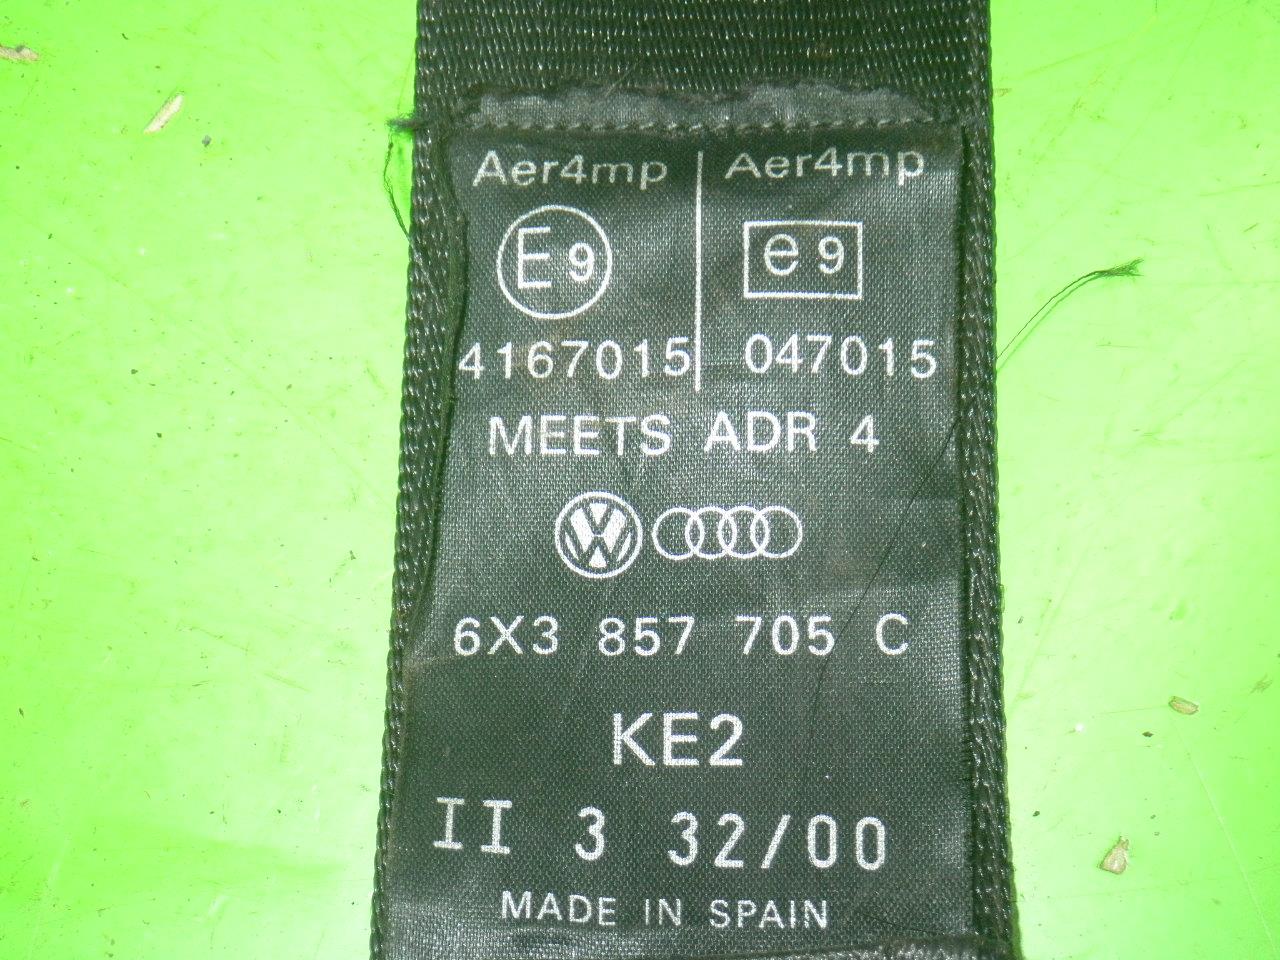 Aer4mp Aer4mp
E9 e9
4167015 047015
MEETS ADR 4
VW
6X3 857 705 C
KE2
II 3 32/00
MADE IN SPAIN